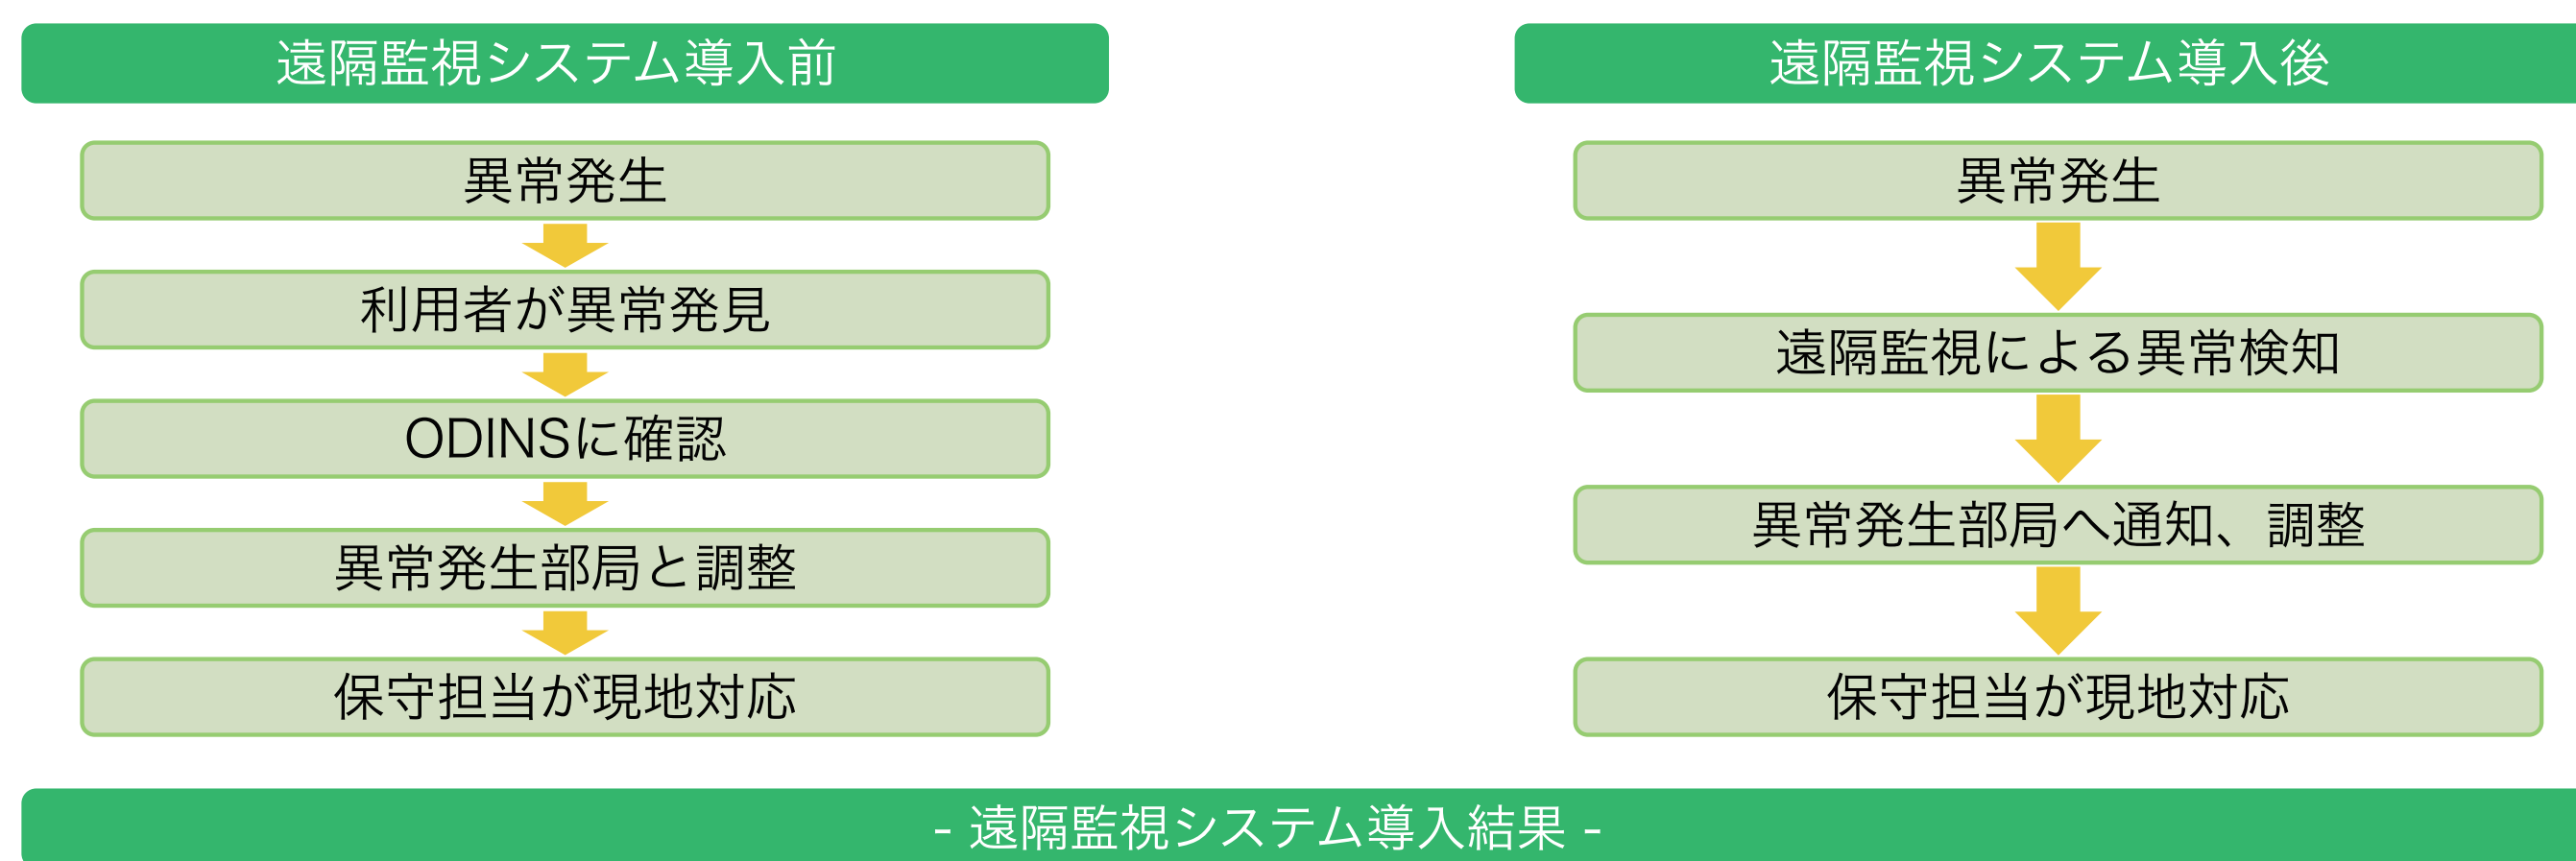 遠隔監視システム導入前
異常発生
利用者が異常発見
ODINSに確認
異常発生部局と調整
保守担当が現地対応
遠隔監視システム導入後
異常発生
遠隔監視による異常検知
異常発生部局へ通知、調整
保守担当が現地対応
- 遠隔監視システム導入結果 -